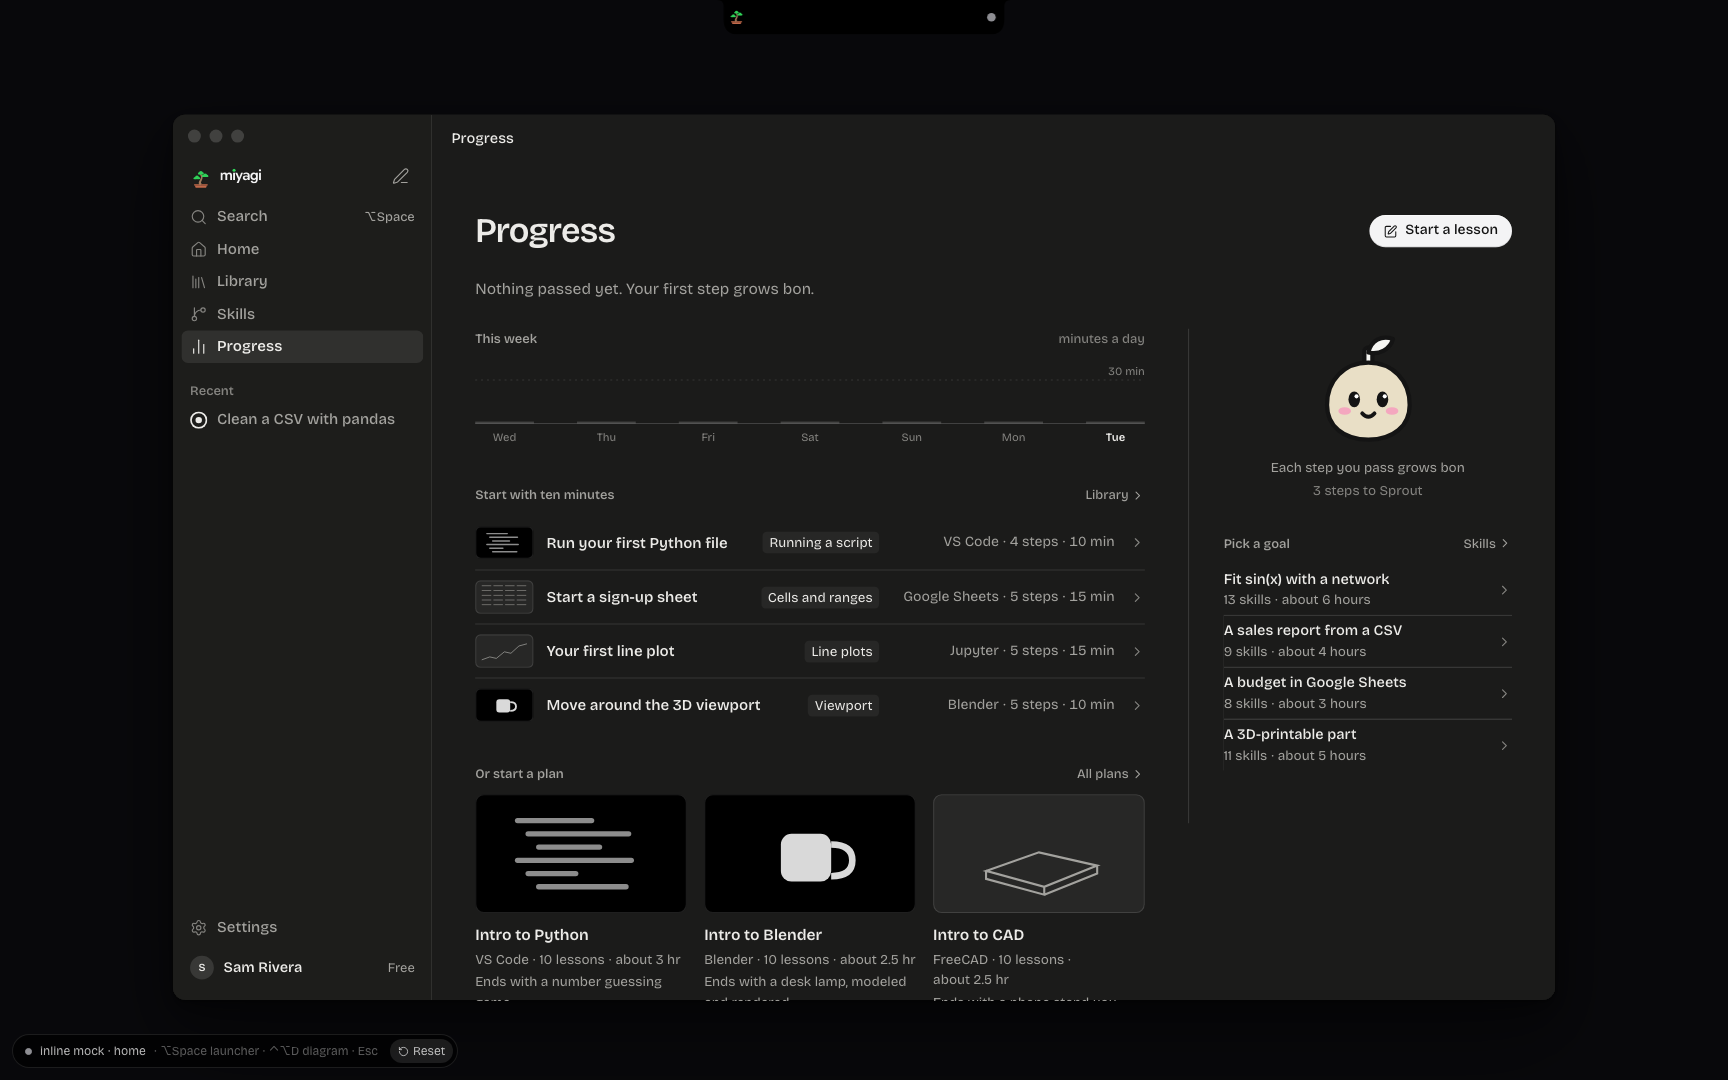 miyagi
Search ⌥Space
Home
Library
Skills
Progress
Recent
Clean a CSV with pandas
Settings
S Sam Rivera Free
Progress
Progress
Start a lesson
Nothing passed yet. Your first step grows bon.
This week minutes a day
30 min
Wed Thu Fri Sat Sun Mon Tue
Start with ten minutes Library
Run your first Python file Running a script VS Code · 4 steps · 10 min
Start a sign-up sheet Cells and ranges Google Sheets · 5 steps · 15 min
Your first line plot Line plots Jupyter · 5 steps · 15 min
Move around the 3D viewport Viewport Blender · 5 steps · 10 min
Or start a plan All plans
Intro to Python
VS Code · 10 lessons · about 3 hr
Ends with a number guessing
game
Intro to Blender
Blender · 10 lessons · about 2.5 hr
Ends with a desk lamp, modeled
and rendered
Intro to CAD
FreeCAD · 10 lessons ·
about 2.5 hr
Ends with a phone stand you
Each step you pass grows bon
3 steps to Sprout
Pick a goal Skills
Fit sin(x) with a network
13 skills · about 6 hours
A sales report from a CSV
9 skills · about 4 hours
A budget in Google Sheets
8 skills · about 3 hours
A 3D-printable part
11 skills · about 5 hours
inline mock · home · ⌥Space launcher · ⌃⌥D diagram · Esc Reset